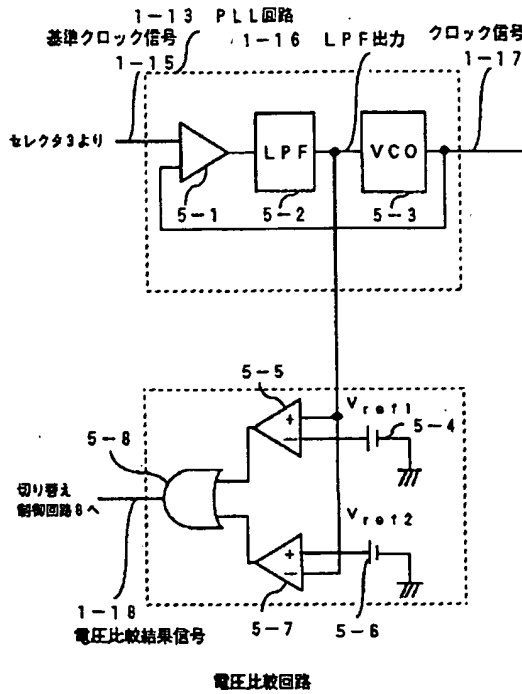 1-13 PLL回路
基準クロック信号
1-16 LPF出力
クロック信号
1-15
1-17
セレクタ3より
LPF
VCO
5-1
5-2
5-3
5-5
Vref1
5-4
5-8
切り替え
制御回路8へ
Vref2
1-18
5-7
5-6
電圧比較結果信号
電圧比較回路
+
−
+
−